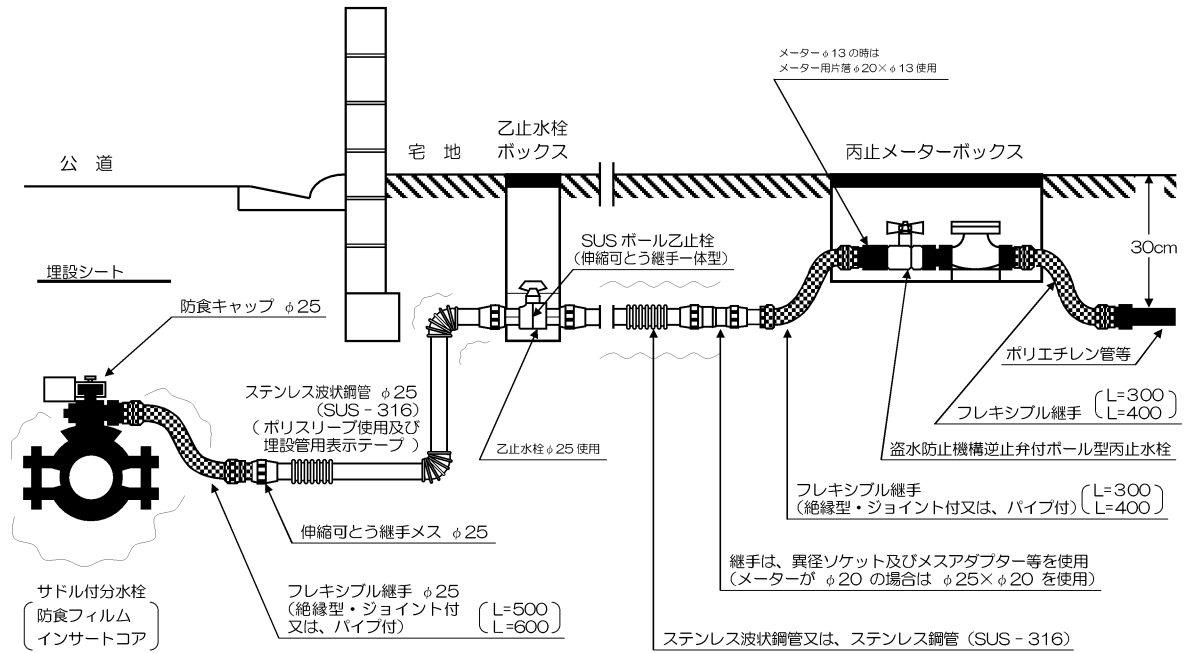 メーターφ13の時は
メーター用片落φ20×φ13使用
公 道
宅 地
乙止水栓
ボックス
丙止メーターボックス
SUSボール乙止栓
(伸縮可とう継手一体型)
30cm
埋設シート
防食キャップ φ25
ポリエチレン管等
ステンレス波状鋼管 φ25
(SUS-316)
(ポリスリーブ使用及び
埋設管用表示テープ)
乙止水栓φ25使用
フレキシブル継手 (L=300
L=400)
盗水防止機構逆止弁付ボール型丙止水栓
フレキシブル継手
(絶縁型・ジョイント付又は、パイプ付) (L=300
L=400)
伸縮可とう継手メス φ25
継手は、異径ソケット及びメスアダプター等を使用
(メーターが φ20 の場合は φ25×φ20 を使用)
サドル付分水栓
(防食フィルム
インサートコア)
フレキシブル継手 φ25
(絶縁型・ジョイント付
又は、パイプ付)
(L=500
L=600)
ステンレス波状鋼管又は、ステンレス鋼管(SUS-316)